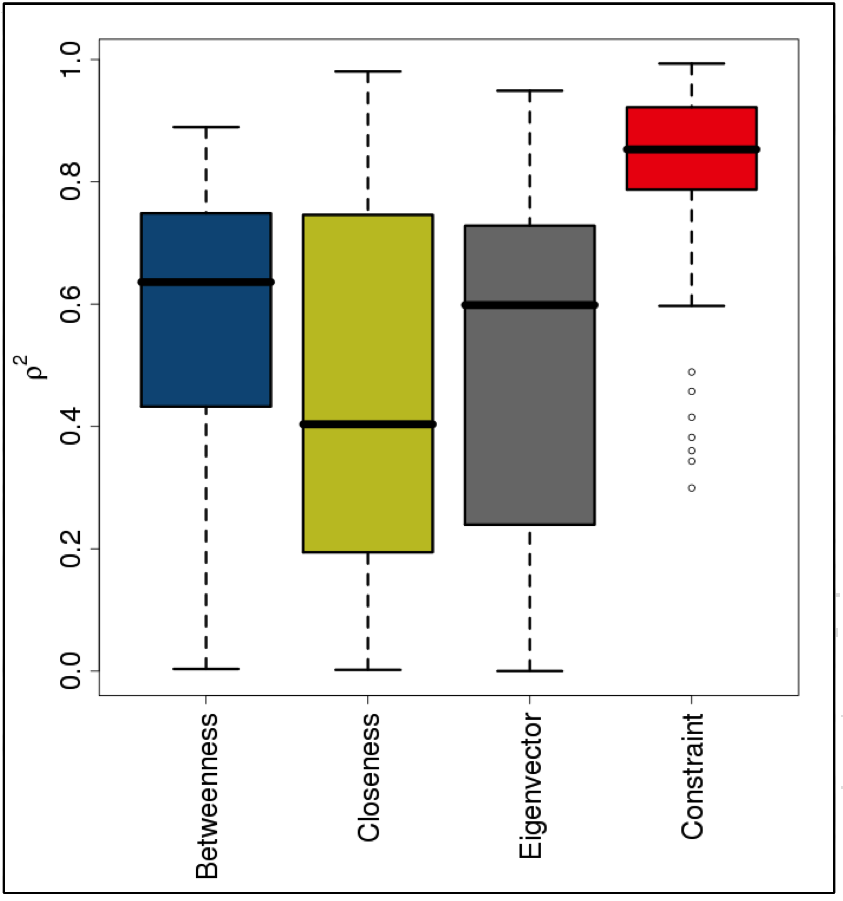 1.0
0.8
0.6
0.4
0.2
0.0
ρ²
Betweenness
Closeness
Eigenvector
Constraint